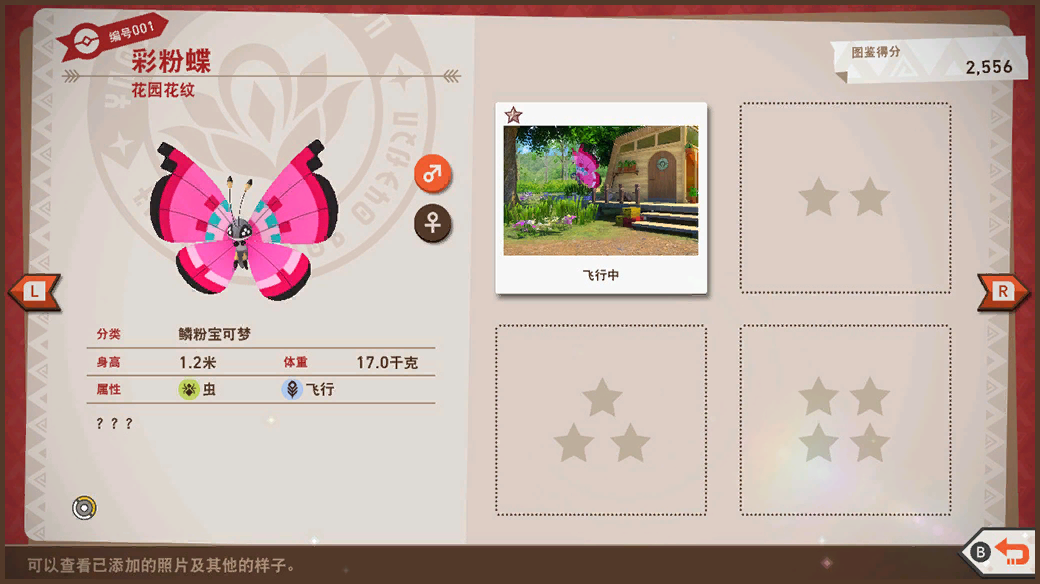 编号001
彩粉蝶
花园花纹
图鉴得分
2,556
飞行中
L
R
分类 鳞粉宝可梦
身高 1.2米 体重 17.0千克
属性 虫 飞行
？？？
可以查看已添加的照片及其他的样子。
B